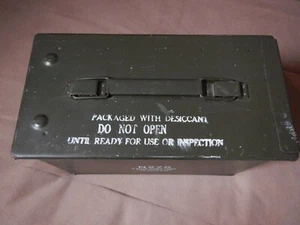 PACKAGED WITH DESICCANT
DO NOT OPEN
UNTIL READY FOR USE OR INSPECTION